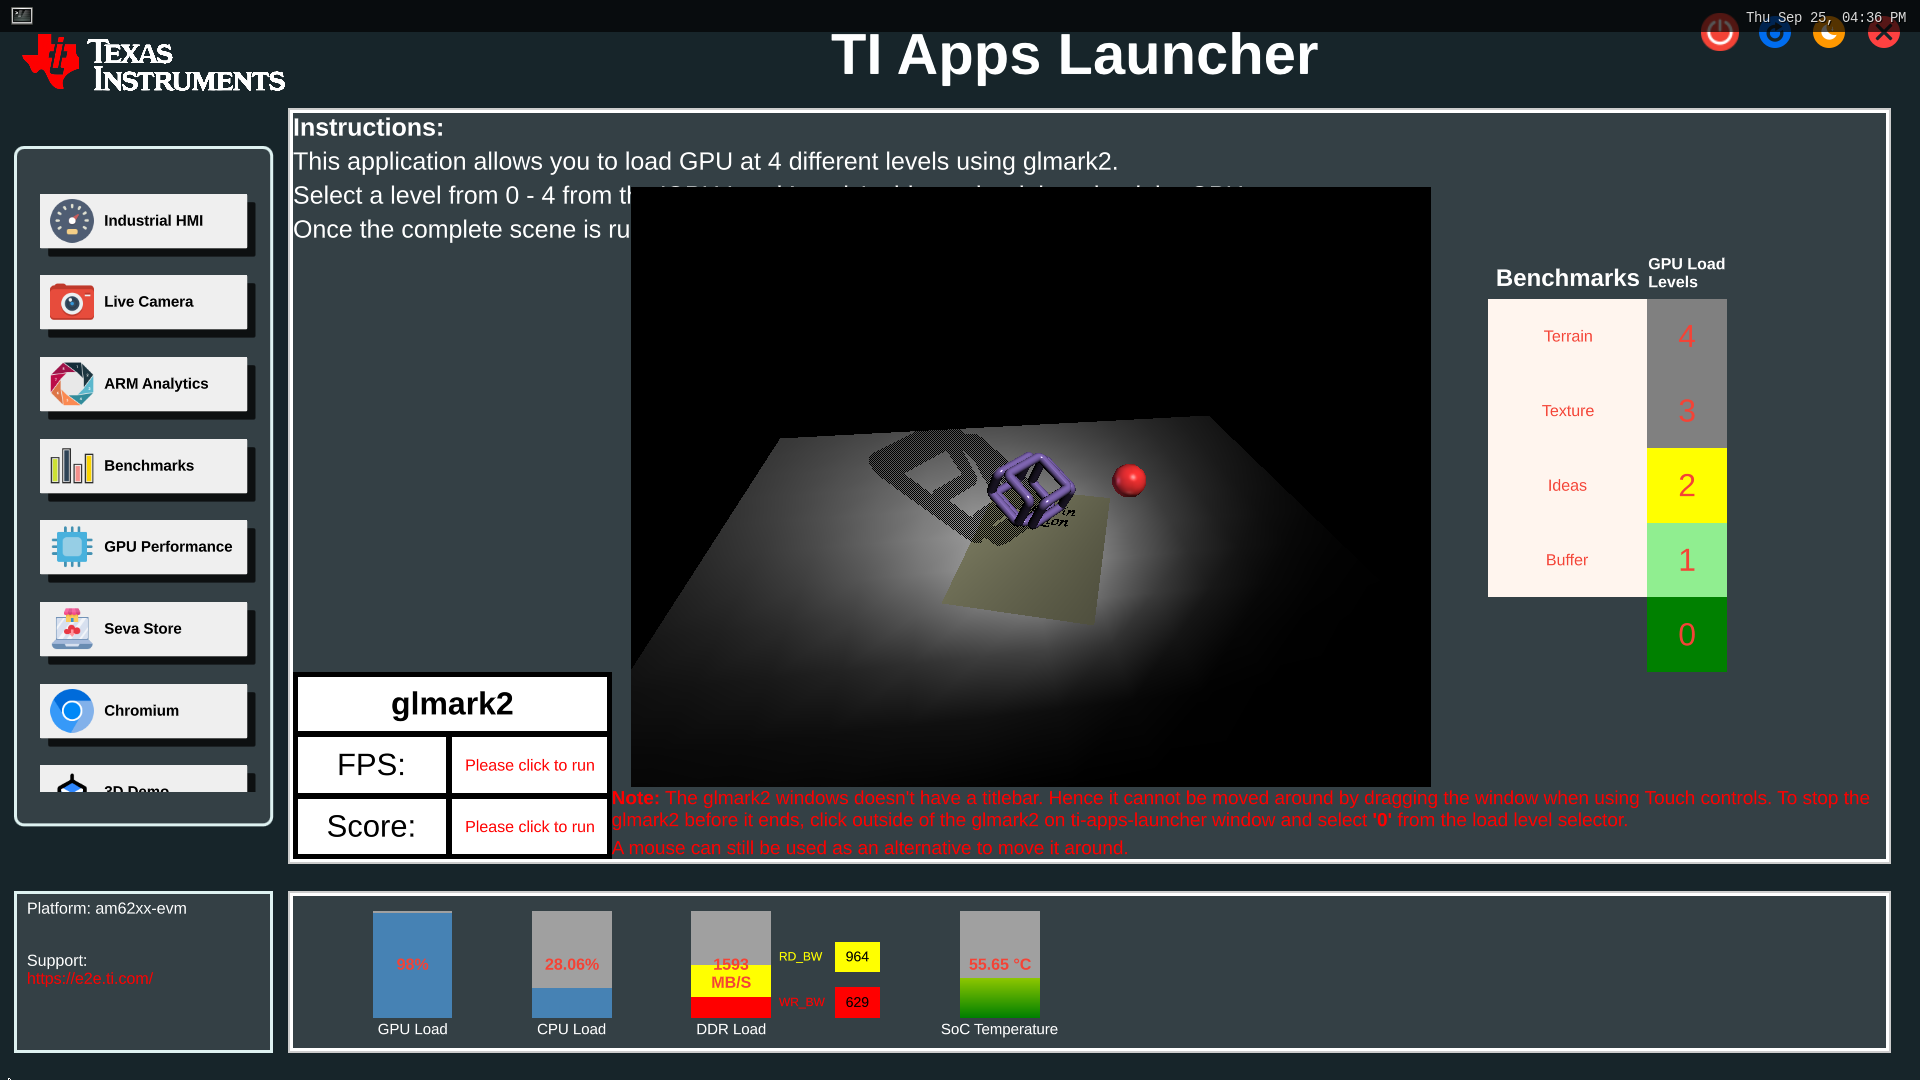 Thu Sep 25, 04:36 PM
TEXAS
INSTRUMENTS
TI Apps Launcher
Industrial HMI
Live Camera
ARM Analytics
Benchmarks
GPU Performance
Seva Store
Chromium
3D Demo
Instructions:
This application allows you to load GPU at 4 different levels using glmark2.
Select a level from 0 - 4 from
Once the complete scene is
Benchmarks
GPU Load
Levels
Terrain 4
Texture 3
Ideas 2
Buffer 1
0
glmark2
FPS: Please click to run
Score: Please click to run
Note: The glmark2 windows doesn't have a titlebar. Hence it cannot be moved around by dragging the window when using Touch controls. To stop the
glmark2 before it ends, click outside of the glmark2 on ti-apps-launcher window and select '0' from the load level selector.
A mouse can still be used as an alternative to move it around.
Platform: am62xx-evm
Support:
https://e2e.ti.com/
98%
GPU Load
28.06%
CPU Load
1593
MB/S
DDR Load
RD_BW 964
WR_BW 629
55.65 °C
SoC Temperature